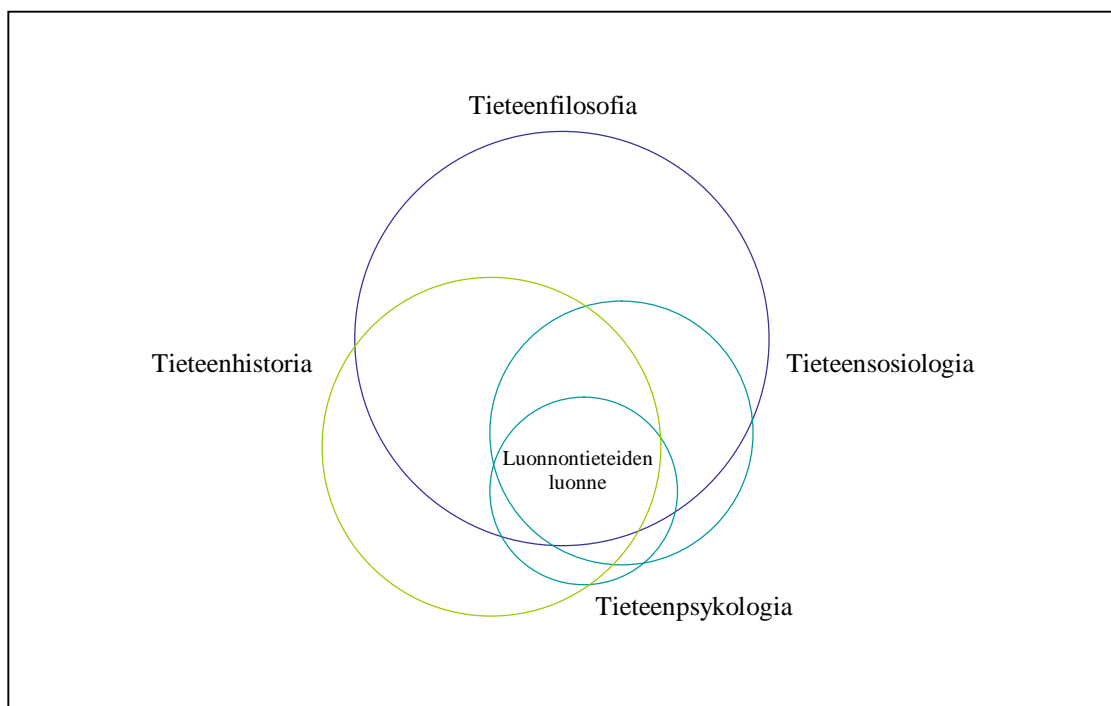 Tieteenfilosofia
Tieteenhistoria
Tieteensosiologia
Luonnontieteiden
luonne
Tieteenpsykologia